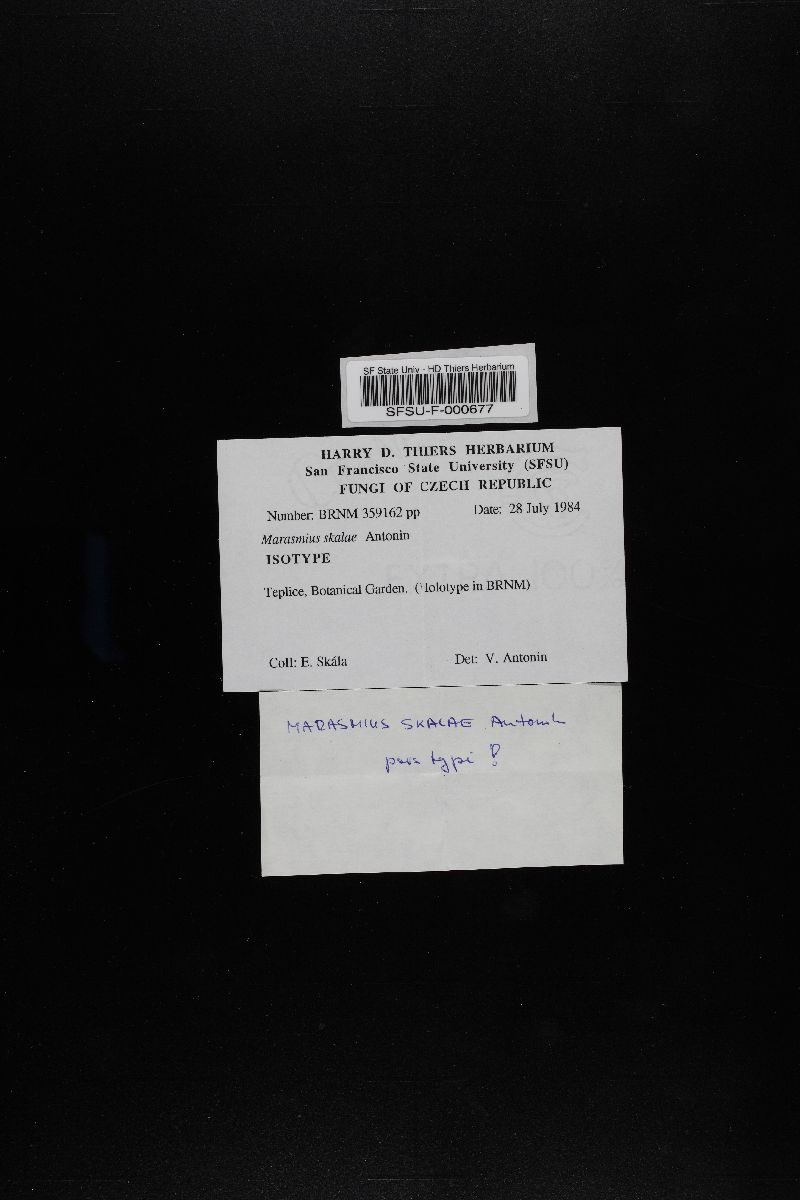 SF State Univ - HD Thiers Herbarium
SFSU-F-000677
HARRY D. THIERS HERBARIUM
San Francisco State University (SFSU)
FUNGI OF CZECH REPUBLIC
Number: BRNM 359162 pp Date: 28 July 1984
Marasmius skalae Antonin
ISOTYPE
Teplice, Botanical Garden, (Holotype in BRNM)
Coll: E. Skála Det: V. Antonin
MARASMIUS SKALAE Antonín
para typi !